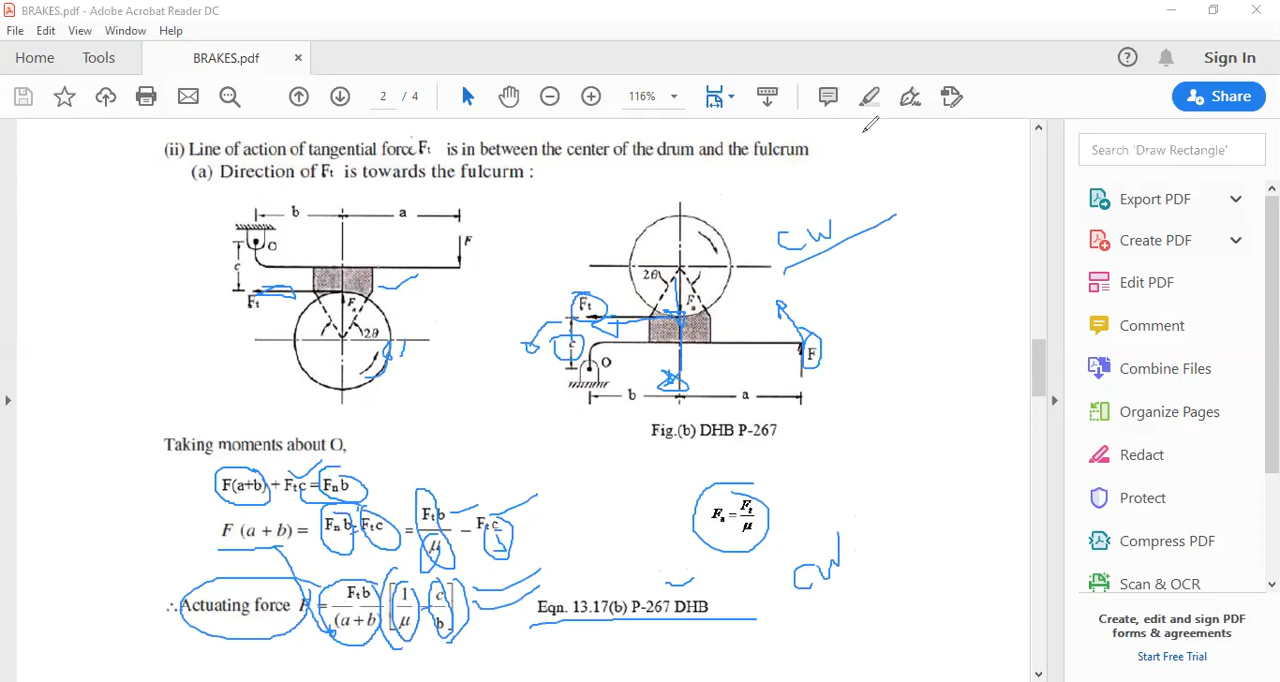 BRAKES.pdf - Adobe Acrobat Reader DC
File Edit View Window Help
Home Tools BRAKES.pdf × Sign In
2 / 4 116% Share
(ii) Line of action of tangential force Ft is in between the center of the drum and the fulcrum
(a) Direction of Ft is towards the fulcurm :
b a
O F
c
Ft Fn
2θ
CW
2θ
Ft Fn
c O F
b a
Fig.(b) DHB P-267
Taking moments about O,
F(a+b) + Ftc = Fnb
F (a + b) = Fnb - Ftc = Ftb/μ − Ftc
Fn = Ft/μ
CW
∴ Actuating force F = Ftb/(a + b) [1/μ − c/b] Eqn. 13.17(b) P-267 DHB
Search 'Draw Rectangle'
Export PDF
Create PDF
Edit PDF
Comment
Combine Files
Organize Pages
Redact
Protect
Compress PDF
Scan & OCR
Convert, edit and sign PDF
forms & agreements
Start Free Trial